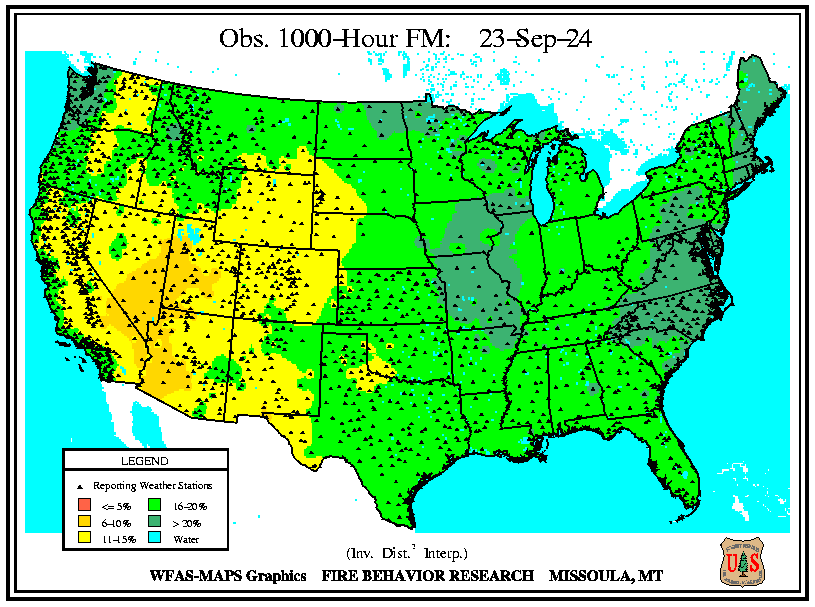 Obs. 1000-Hour FM: 23-Sep-24
LEGEND
Reporting Weather Stations
<= 5% 16-20%
6-10% > 20%
11-15% Water
(Inv. Dist.² Interp.)
WFAS-MAPS Graphics FIRE BEHAVIOR RESEARCH MISSOULA, MT
U S